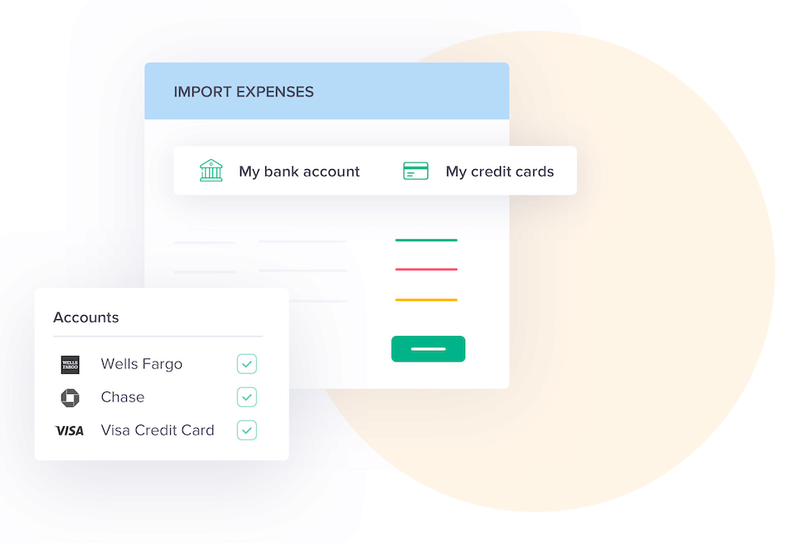 IMPORT EXPENSES
My bank account
My credit cards
Accounts
WELLS
FARGO
Wells Fargo
Chase
VISA
Visa Credit Card